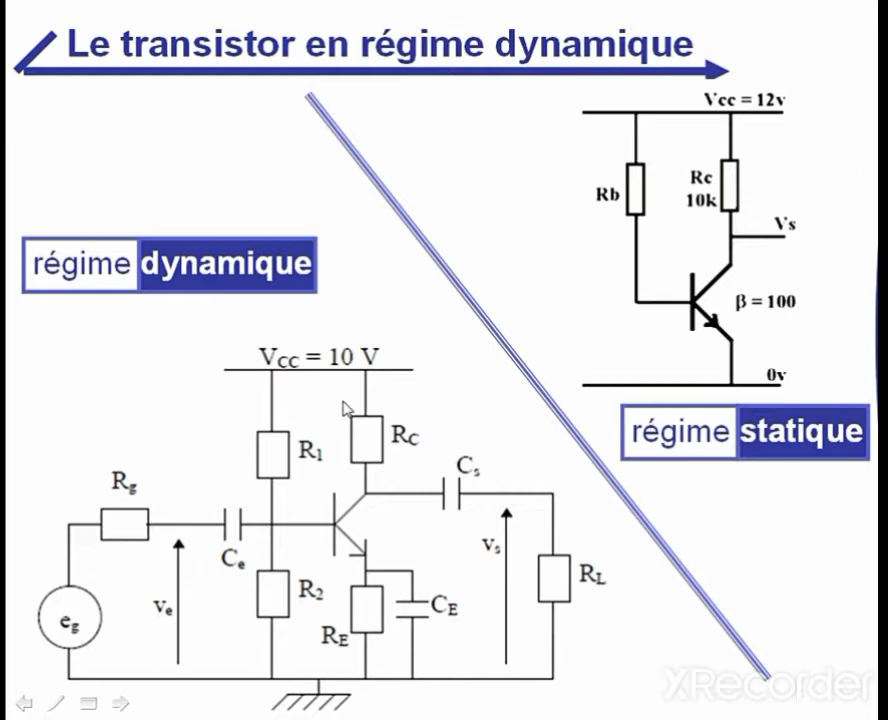 Le transistor en régime dynamique
Vcc = 12v
Rb
Rc
10k
Vs
β = 100
0v
régime statique
régime dynamique
VCC = 10 V
R1
RC
Cs
Rg
Ce
R2
RE
CE
ve
vs
RL
eg
XRecorder